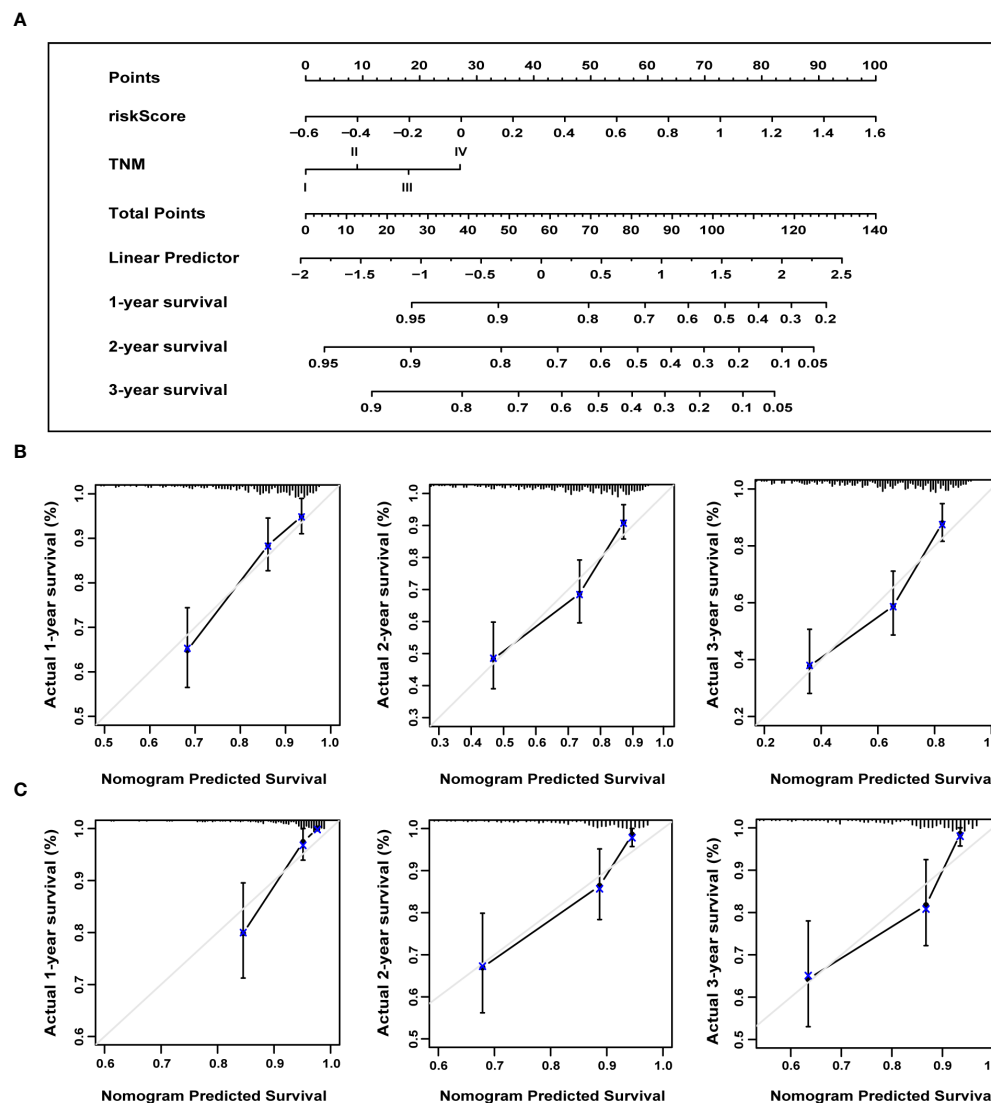 A
Points
0 10 20 30 40 50 60 70 80 90 100
riskScore
−0.6 −0.4 −0.2 0 0.2 0.4 0.6 0.8 1 1.2 1.4 1.6
II IV
TNM
I III
Total Points
0 10 20 30 40 50 60 70 80 90 100 120 130 140
Linear Predictor
−2 −1.5 −1 −0.5 0 0.5 1 1.5 2 2.5
1-year survival
0.95 0.9 0.8 0.7 0.6 0.5 0.4 0.3 0.2
2-year survival
0.95 0.9 0.8 0.7 0.6 0.5 0.4 0.3 0.2 0.1 0.05
3-year survival
0.9 0.8 0.7 0.6 0.5 0.4 0.3 0.2 0.1 0.05
B
Actual 1-year survival (%)
0.5 0.6 0.7 0.8 0.9 1.0
0.5 0.6 0.7 0.8 0.9 1.0
Nomogram Predicted Survival
Actual 2-year survival (%)
0.3 0.4 0.5 0.6 0.7 0.8 0.9 1.0
0.3 0.4 0.5 0.6 0.7 0.8 0.9 1.0
Nomogram Predicted Survival
Actual 3-year survival (%)
0.2 0.4 0.6 0.8 1.0
0.2 0.4 0.6 0.8
Nomogram Predicted Surviva
C
Actual 1-year survival (%)
0.6 0.7 0.8 0.9 1.0
0.6 0.7 0.8 0.9 1.0
Nomogram Predicted Survival
Actual 2-year survival (%)
0.5 0.6 0.7 0.8 0.9 1.0
0.6 0.7 0.8 0.9 1.0
Nomogram Predicted Survival
Actual 3-year survival (%)
0.5 0.6 0.7 0.8 0.9 1.0
0.6 0.7 0.8 0.9
Nomogram Predicted Surviva